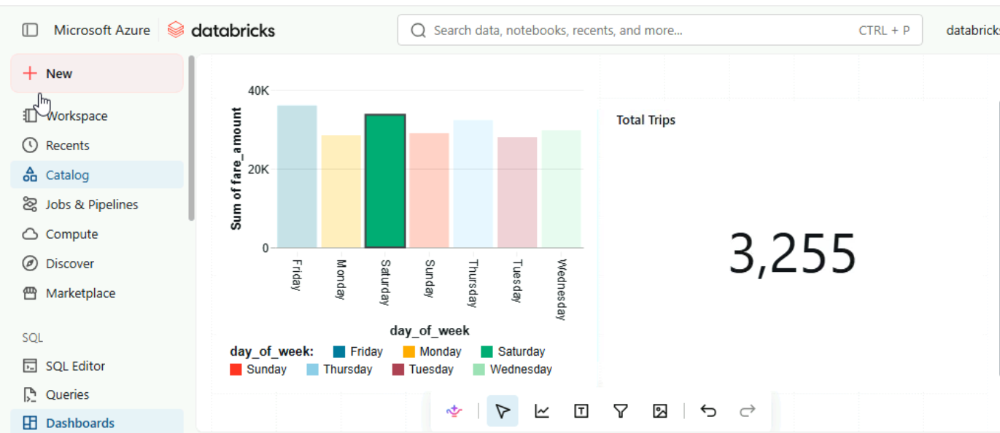 Microsoft Azure databricks
Search data, notebooks, recents, and more... CTRL + P
databricks
New
Workspace
Recents
Catalog
Jobs & Pipelines
Compute
Discover
Marketplace
SQL
SQL Editor
Queries
Dashboards
40K
20K
0
Sum of fare_amount
Friday
Monday
Saturday
Sunday
Thursday
Tuesday
Wednesday
day_of_week
day_of_week: Friday Monday Saturday
Sunday Thursday Tuesday Wednesday
Total Trips
3,255
T